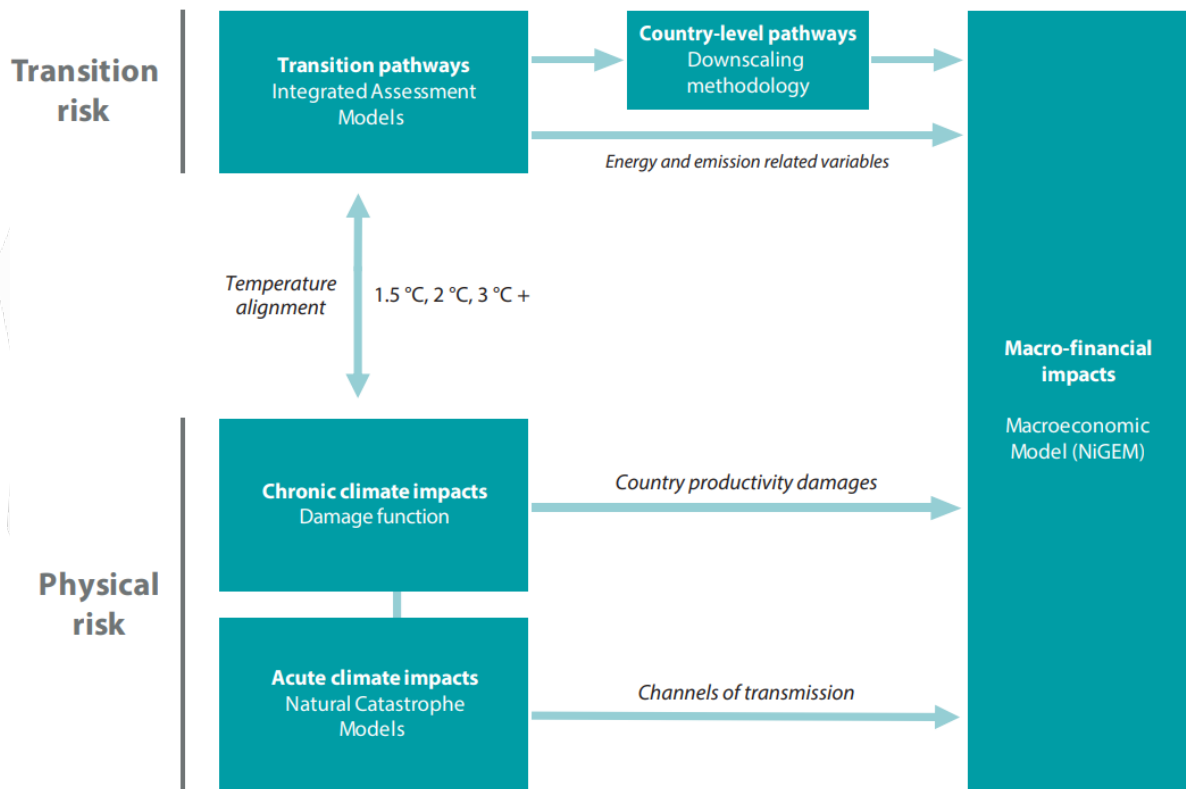 Transition
risk
Transition pathways
Integrated Assessment
Models
Country-level pathways
Downscaling
methodology
Energy and emission related variables
Temperature
alignment
1.5 °C, 2 °C, 3 °C +
Macro-financial
impacts
Macroeconomic
Model (NiGEM)
Physical
risk
Chronic climate impacts
Damage function
Country productivity damages
Acute climate impacts
Natural Catastrophe
Models
Channels of transmission